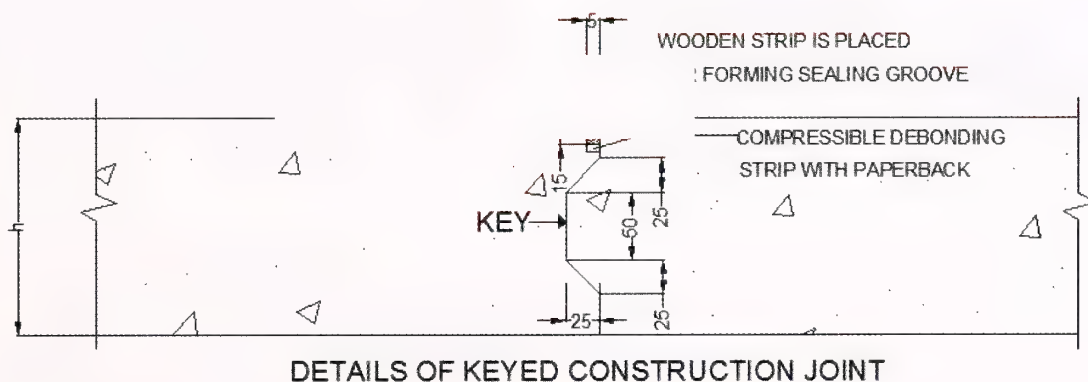 5
WOODEN STRIP IS PLACED
: FORMING SEALING GROOVE
COMPRESSIBLE DEBONDING
STRIP WITH PAPERBACK
15
25
h
KEY
50
25
25
DETAILS OF KEYED CONSTRUCTION JOINT